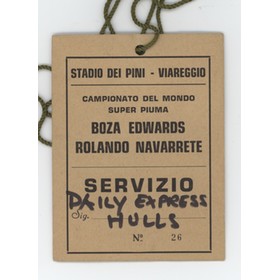 STADIO DEI PINI - VIAREGGIO
CAMPIONATO DEL MONDO
SUPER PIUMA
BOZA EDWARDS
ROLANDO NAVARRETE
SERVIZIO
DAILY EXPRESS
Sig. HULLS
Nº 26